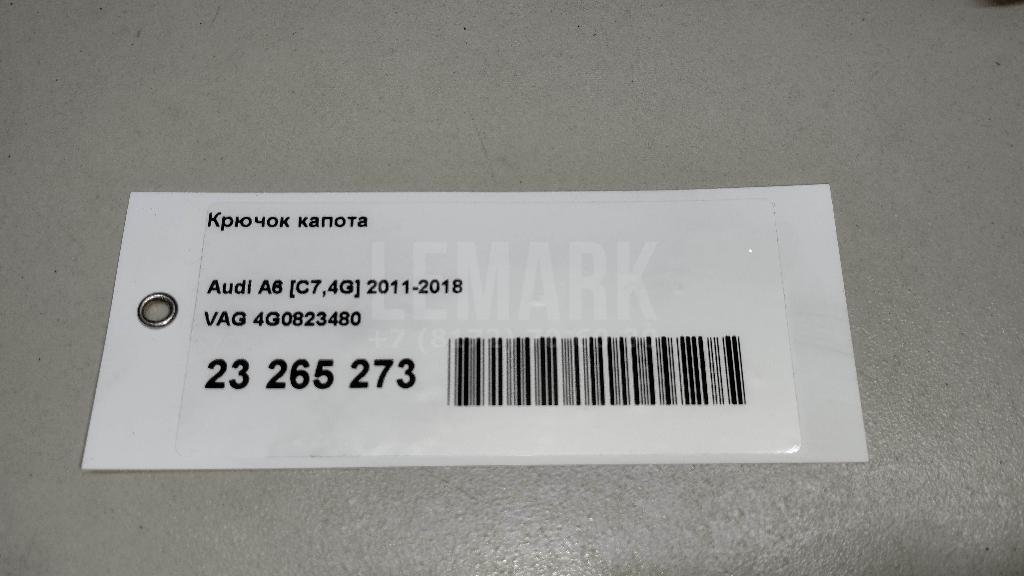 Крючок капота
LEMARK
Audi A6 [C7,4G] 2011-2018
VAG 4G0823480
23 265 273